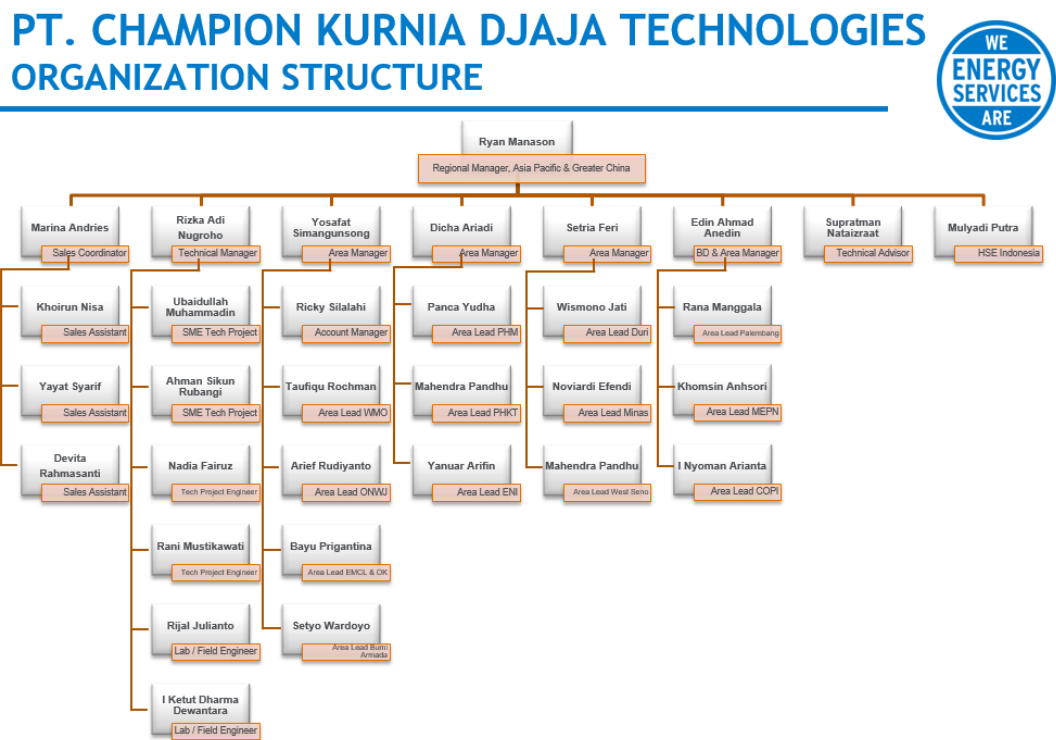 PT. CHAMPION KURNIA DJAJA TECHNOLOGIES
ORGANIZATION STRUCTURE
WE
ENERGY
SERVICES
ARE
Ryan Manason
Regional Manager, Asia Pacific & Greater China
Marina Andries
Sales Coordinator
Rizka Adi
Nugroho
Technical Manager
Yosafat
Simangunsong
Area Manager
Dicha Ariadi
Area Manager
Setria Feri
Area Manager
Edin Ahmad
Anedin
BD & Area Manager
Supratman
Nataizraat
Technical Advisor
Mulyadi Putra
HSE Indonesia
Khoirun Nisa
Sales Assistant
Ubaidullah
Muhammadin
SME Tech Project
Ricky Silalahi
Account Manager
Panca Yudha
Area Lead PHM
Wismono Jati
Area Lead Duri
Rana Manggala
Area Lead Palembang
Yayat Syarif
Sales Assistant
Ahman Sikun
Rubangi
SME Tech Project
Taufiqu Rochman
Area Lead WMO
Mahendra Pandhu
Area Lead PHKT
Noviardi Efendi
Area Lead Minas
Khomsin Anhsori
Area Lead MEPN
Devita
Rahmasanti
Sales Assistant
Nadia Fairuz
Tech Project Engineer
Arief Rudiyanto
Area Lead ONWJ
Yanuar Arifin
Area Lead ENI
Mahendra Pandhu
Area Lead West Seno
I Nyoman Arianta
Area Lead COPI
Rani Mustikawati
Tech Project Engineer
Bayu Prigantina
Area Lead EMCL & OK
Rijal Julianto
Lab / Field Engineer
Setyo Wardoyo
Area Lead Bumi
Armada
I Ketut Dharma
Dewantara
Lab / Field Engineer